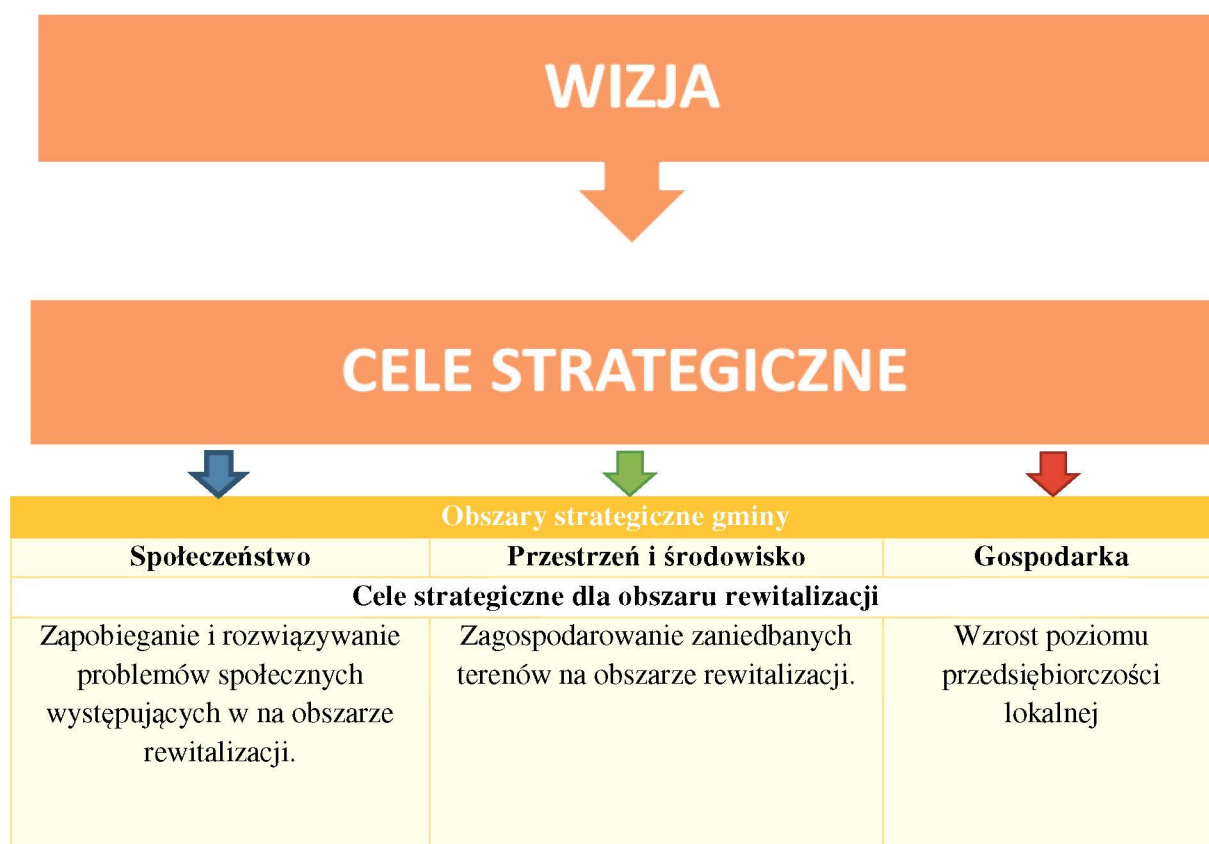 WIZJA
CELE STRATEGICZNE
Obszary strategiczne gminy
Społeczeństwo
Przestrzeń i środowisko
Gospodarka
Cele strategiczne dla obszaru rewitalizacji
Zapobieganie i rozwiązywanie
problemów społecznych
występujących w na obszarze
rewitalizacji.
Zagospodarowanie zaniedbanych
terenów na obszarze rewitalizacji.
Wzrost poziomu
przedsiębiorczości
lokalnej